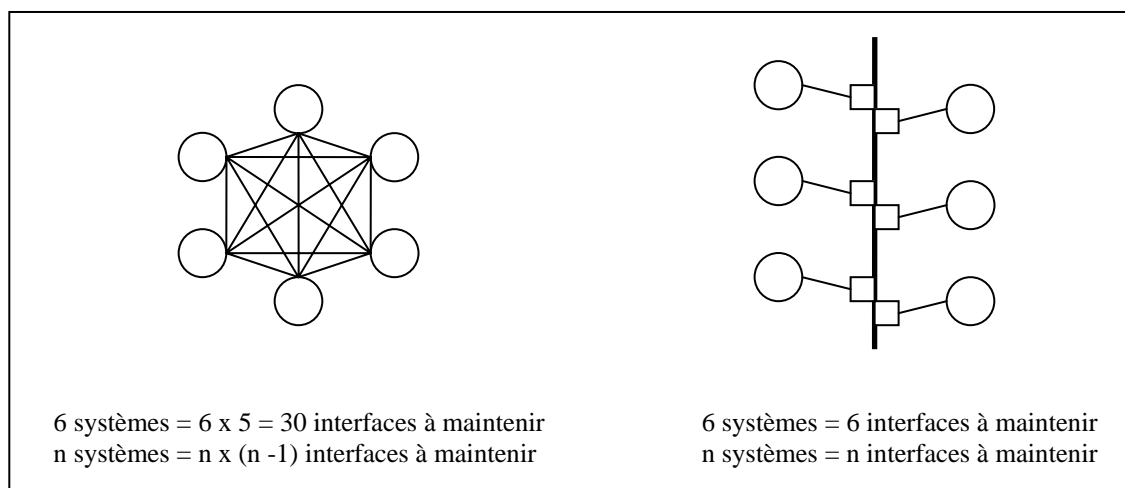 6 systèmes = 6 x 5 = 30 interfaces à maintenir
n systèmes = n x (n -1) interfaces à maintenir
6 systèmes = 6 interfaces à maintenir
n systèmes = n interfaces à maintenir